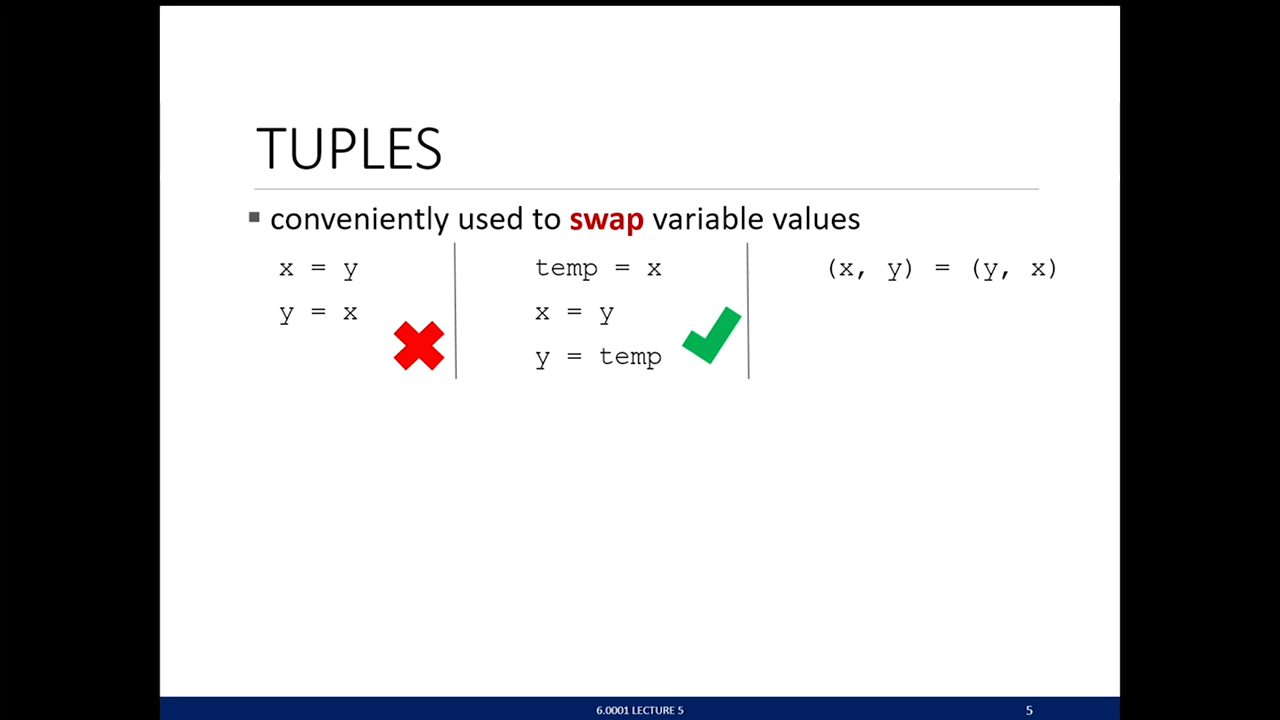 TUPLES
▪ conveniently used to swap variable values
x = y
y = x
temp = x
x = y
y = temp
(x, y) = (y, x)
6.0001 LECTURE 5
5